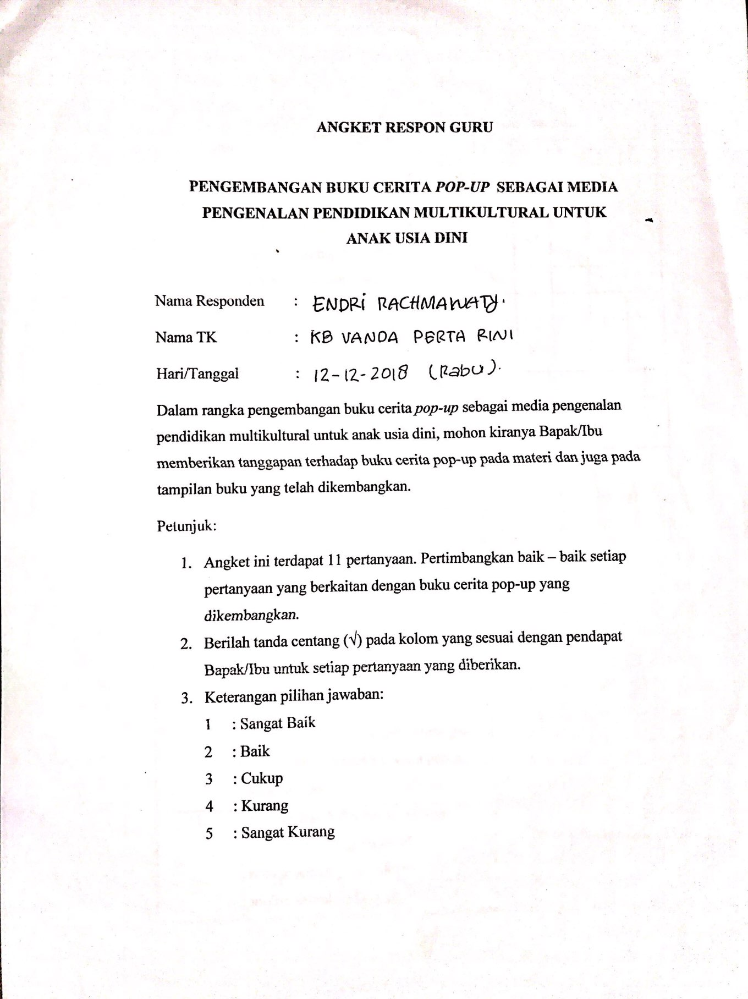 ANGKET RESPON GURU
PENGEMBANGAN BUKU CERITA POP-UP SEBAGAI MEDIA
PENGENALAN PENDIDIKAN MULTIKULTURAL UNTUK
ANAK USIA DINI
Nama Responden : ENDRI RACHMAWATY.
Nama TK : KB VANDA PERTA RINI
Hari/Tanggal : 12-12-2018 (Rabu).
Dalam rangka pengembangan buku cerita pop-up sebagai media pengenalan
pendidikan multikultural untuk anak usia dini, mohon kiranya Bapak/Ibu
memberikan tanggapan terhadap buku cerita pop-up pada materi dan juga pada
tampilan buku yang telah dikembangkan.
Petunjuk:
1. Angket ini terdapat 11 pertanyaan. Pertimbangkan baik – baik setiap
pertanyaan yang berkaitan dengan buku cerita pop-up yang
dikembangkan.
2. Berilah tanda centang (√) pada kolom yang sesuai dengan pendapat
Bapak/Ibu untuk setiap pertanyaan yang diberikan.
3. Keterangan pilihan jawaban:
1 : Sangat Baik
2 : Baik
3 : Cukup
4 : Kurang
5 : Sangat Kurang